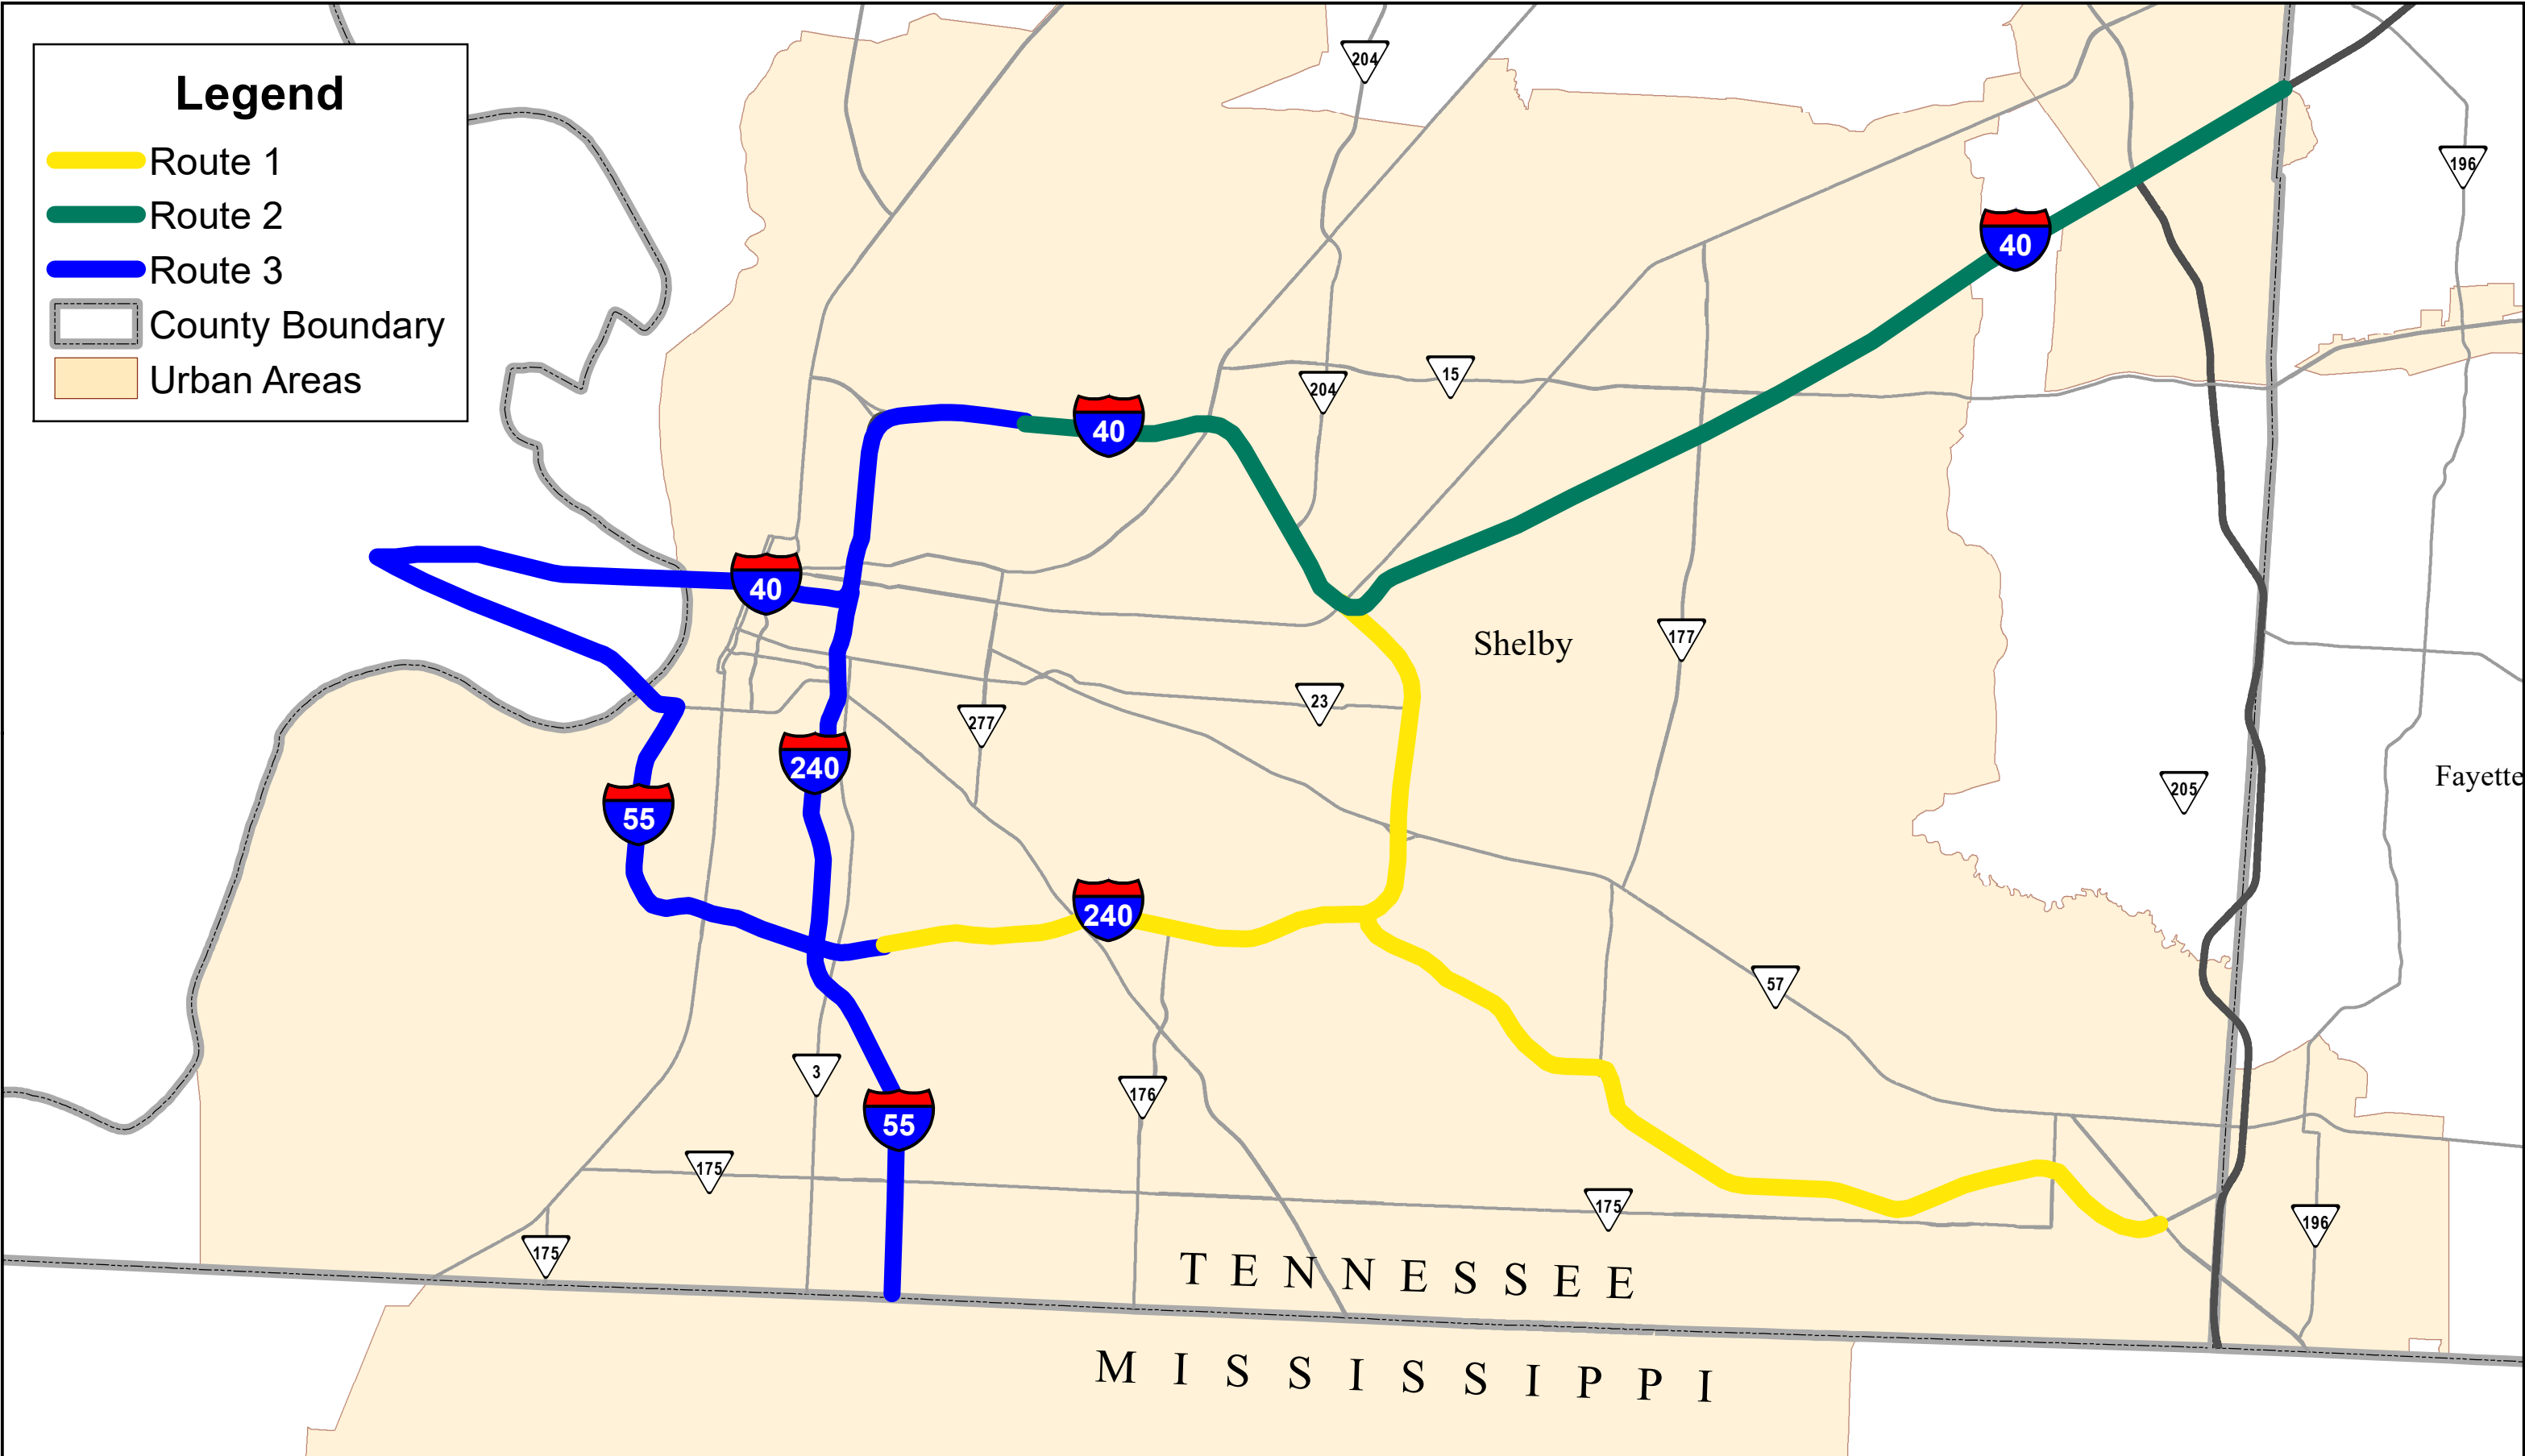 Legend
Route 1
Route 2
Route 3
County Boundary
Urban Areas
204
196
40
15
204
40
40
Shelby
177
23
277
240
Fayette
205
55
240
57
3
176
55
175
175
196
175
TENNESSEE
MISSISSIPPI